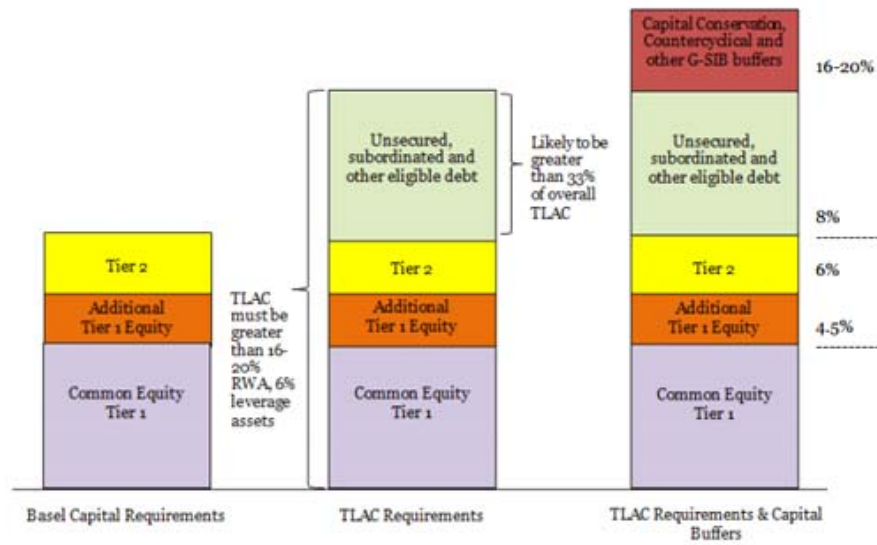 Capital Conservation,
Countercyclical and
other G-SIB buffers
16-20%
Unsecured,
subordinated and
other eligible debt
Likely to be
greater
than 33%
of overall
TLAC
Unsecured,
subordinated and
other eligible debt
8%
Tier 2
TLAC
must be
greater
than 16-
20%
RWA, 6%
leverage
assets
Tier 2
Tier 2
6%
Additional
Tier 1 Equity
Additional
Tier 1 Equity
Additional
Tier 1 Equity
4.5%
Common Equity
Tier 1
Common Equity
Tier 1
Common Equity
Tier 1
Basel Capital Requirements
TLAC Requirements
TLAC Requirements & Capital
Buffers